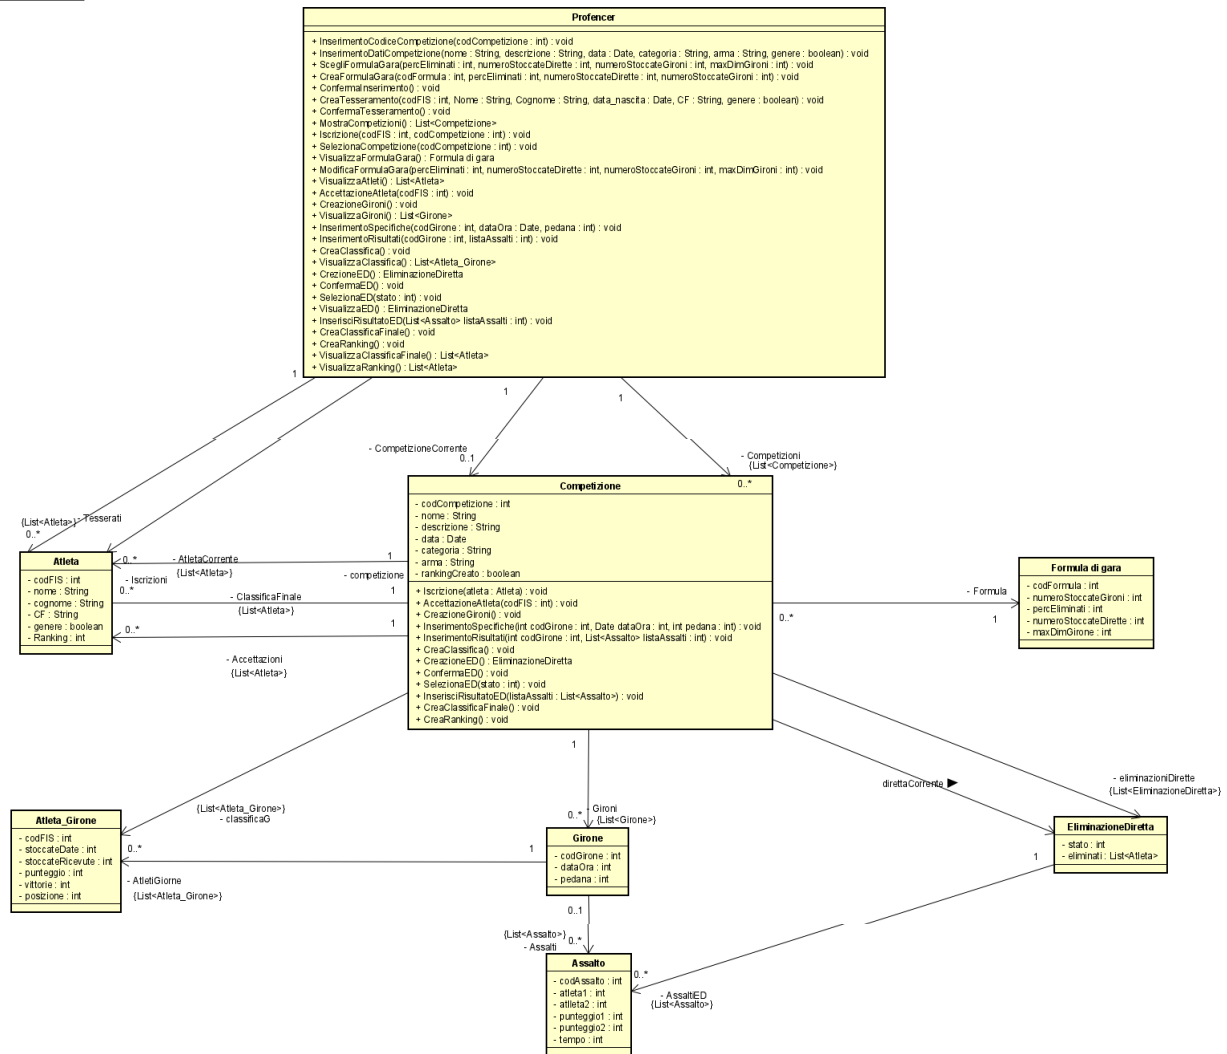 Profencer
+ InserimentoCodiceCompetizione(codCompetizione : int) : void
+ InserimentoDatiCompetizione(nome : String, descrizione : String, data : Date, categoria : String, arma : String, genere : boolean) : void
+ ScegliFormulaGara(percEliminati : int, numeroStoccateDirette : int, numeroStoccateGironi : int, maxDimGironi : int) : void
+ CreaFormulaGara(codFormula : int, percEliminati : int, numeroStoccateDirette : int, numeroStoccateGironi : int) : void
+ ConfermaInserimento() : void
+ CreaTesseramento(codFIS : int, Nome : String, Cognome : String, data_nascita : Date, CF : String, genere : boolean) : void
+ ConfermaTesseramento() : void
+ MostraCompetizioni() : List<Competizione>
+ Iscrizione(codFIS : int, codCompetizione : int) : void
+ SelezionaCompetizione(codCompetizione : int) : void
+ VisualizzaFormulaGara() : Formula di gara
+ ModificaFormulaGara(percEliminati : int, numeroStoccateDirette : int, numeroStoccateGironi : int, maxDimGironi : int) : void
+ VisualizzaAtleti() : List<Atleta>
+ AccettazioneAtleta(codFIS : int) : void
+ CreazioneGironi() : void
+ VisualizzaGironi() : List<Girone>
+ InserimentoSpecifiche(codGirone : int, dataOra : Date, pedana : int) : void
+ InserimentoRisultati(codGirone : int, listaAssalti : int) : void
+ CreaClassifica() : void
+ VisualizzaClassifica() : List<Atleta_Girone>
+ CrezioneED() : EliminazioneDiretta
+ ConfermaED() : void
+ SelezionaED(stato : int) : void
+ VisualizzaED() : EliminazioneDiretta
+ InserisciRisultatoED(List<Assalto> listaAssalti : int) : void
+ CreaClassificaFinale() : void
+ CreaRanking() : void
+ VisualizzaClassificaFinale() : List<Atleta>
+ VisualizzaRanking() : List<Atleta>
1
1
1
- CompetizioneCorrente
0..1
- Competizioni
{List<Competizione>}
0..*
{List<Atleta>}
- Tesserati
0..*
Competizione
- codCompetizione : int
- nome : String
- descrizione : String
- data : Date
- categoria : String
- arma : String
- rankingCreato : boolean
+ Iscrizione(atleta : Atleta) : void
+ AccettazioneAtleta(codFIS : int) : void
+ CreazioneGironi() : void
+ InserimentoSpecifiche(int codGirone : int, Date dataOra : int, int pedana : int) : void
+ InserimentoRisultati(int codGirone : int, List<Assalto> listaAssalti : int) : void
+ CreaClassifica() : void
+ CreazioneED() : EliminazioneDiretta
+ ConfermaED() : void
+ SelezionaED(stato : int) : void
+ InserisciRisultatoED(listaAssalti : List<Assalto>) : void
+ CreaClassificaFinale() : void
+ CreaRanking() : void
Atleta
- codFIS : int
- nome : String
- cognome : String
- CF : String
- genere : boolean
- Ranking : int
0..*
- AtletaCorrente
1
{List<Atleta>}
- Iscrizioni
- competizione
0..*
- ClassificaFinale
1
{List<Atleta>}
0..*
1
- Accettazioni
{List<Atleta>}
- Formula
0..*
1
Formula di gara
- codFormula : int
- numeroStoccateGironi : int
- percEliminati : int
- numeroStoccateDirette : int
- maxDimGirone : int
1
direttaCorrente
- eliminazioniDirette
{List<EliminazioneDiretta>}
{List<Atleta_Girone>}
- classificaG
0..*
- Gironi
{List<Girone>}
Atleta_Girone
- codFIS : int
- stoccateDate : int
- stoccateRicevute : int
- punteggio : int
- vittorie : int
- posizione : int
0..*
1
- AtletiGiorne
{List<Atleta_Girone>}
Girone
- codGirone : int
- dataOra : int
- pedana : int
EliminazioneDiretta
- stato : int
- eliminati : List<Atleta>
1
0..1
{List<Assalto>}
0..*
- Assalti
Assalto
- codAssalto : int
- atleta1 : int
- atlleta2 : int
- punteggio1 : int
- punteggio2 : int
- tempo : int
0..*
- AssaltiED
{List<Assalto>}